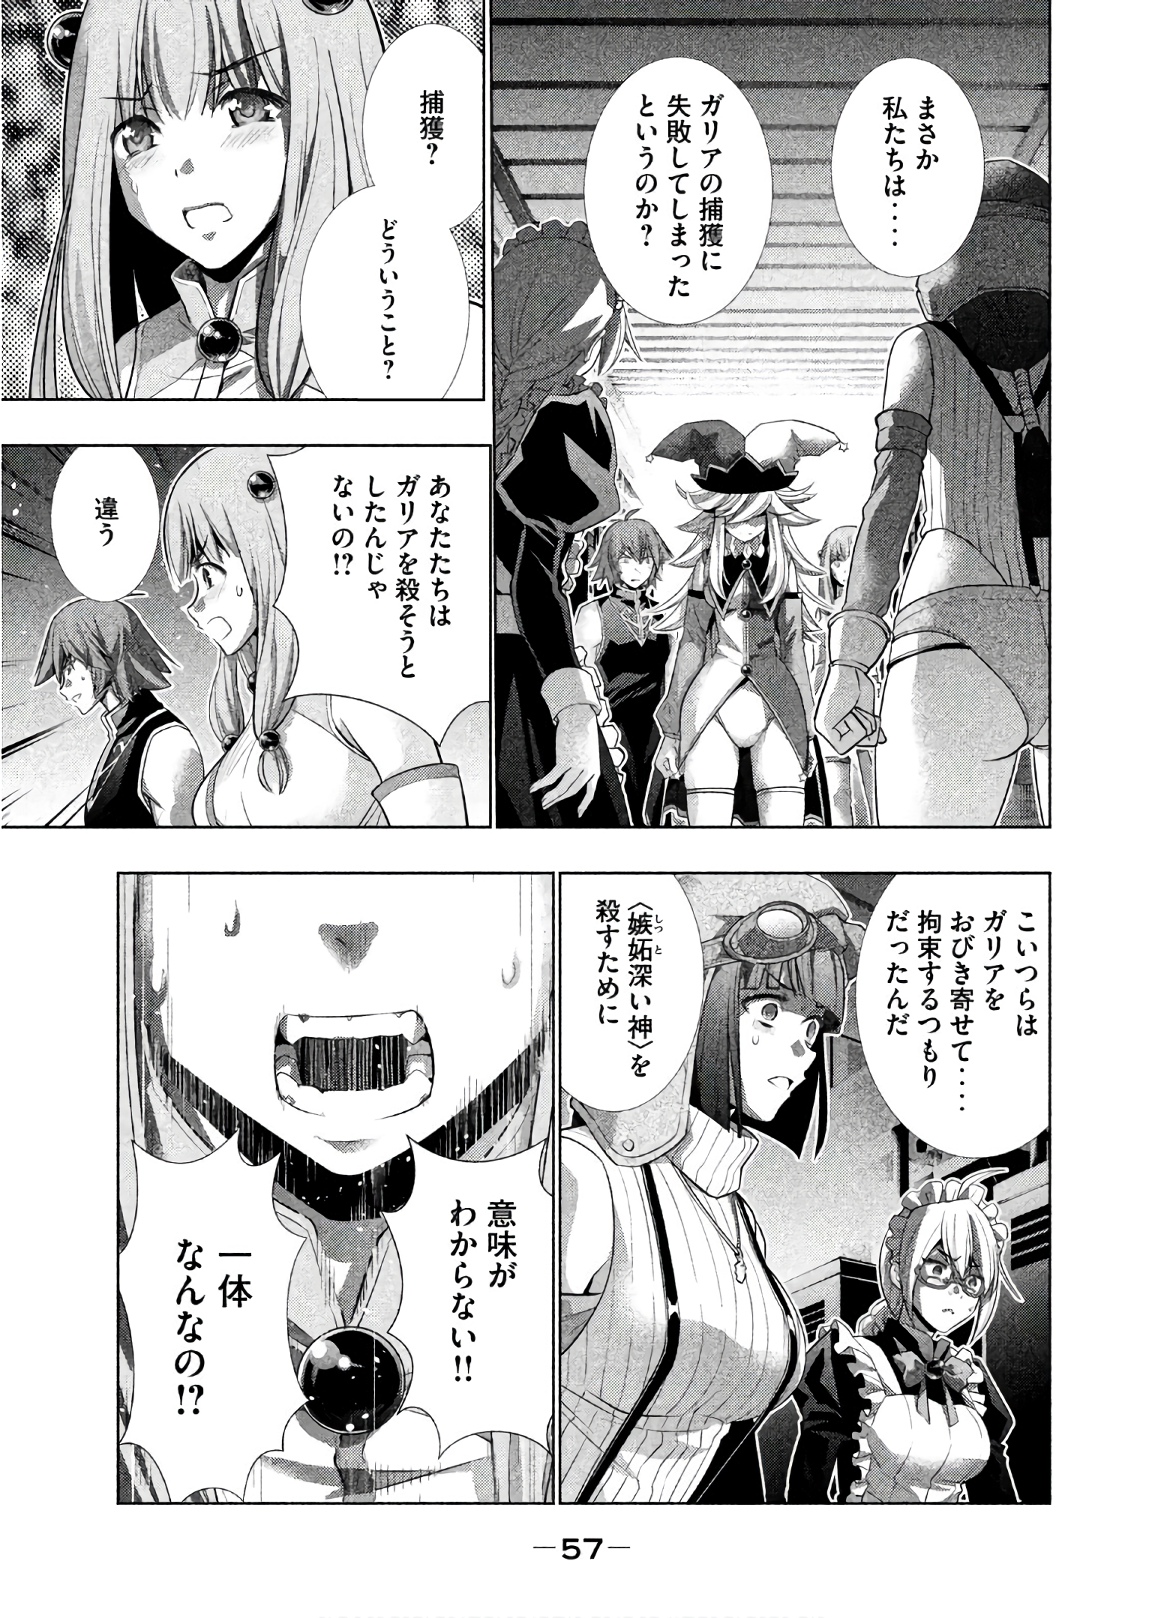 まさか
私たちは‥‥
ガリアの捕獲に
失敗してしまった
というのか?
捕獲?
どういうこと?
あなたたちは
ガリアを殺そうと
したんじゃ
ないの!?
違う
こいつらは
ガリアを
おびき寄せて‥‥
拘束するつもり
だったんだ
〈嫉妬深い神〉を
しっと
殺すために
意味が
わからない!!
一体
なんなの!?
—57—